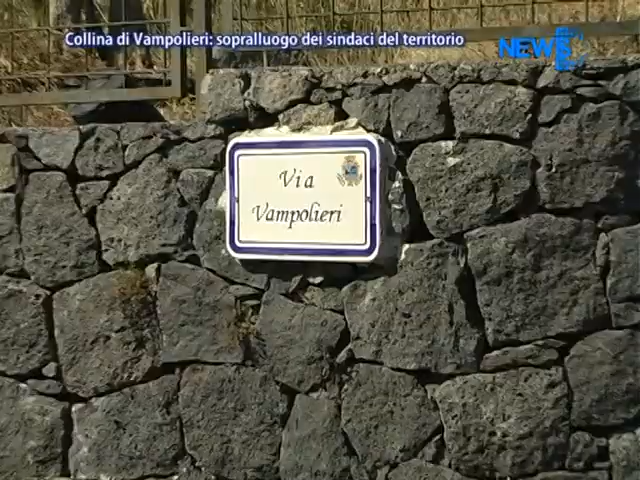 Collina di Vampolieri: sopralluogo dei sindaci del territorio
NEWS
Via
Vampolieri